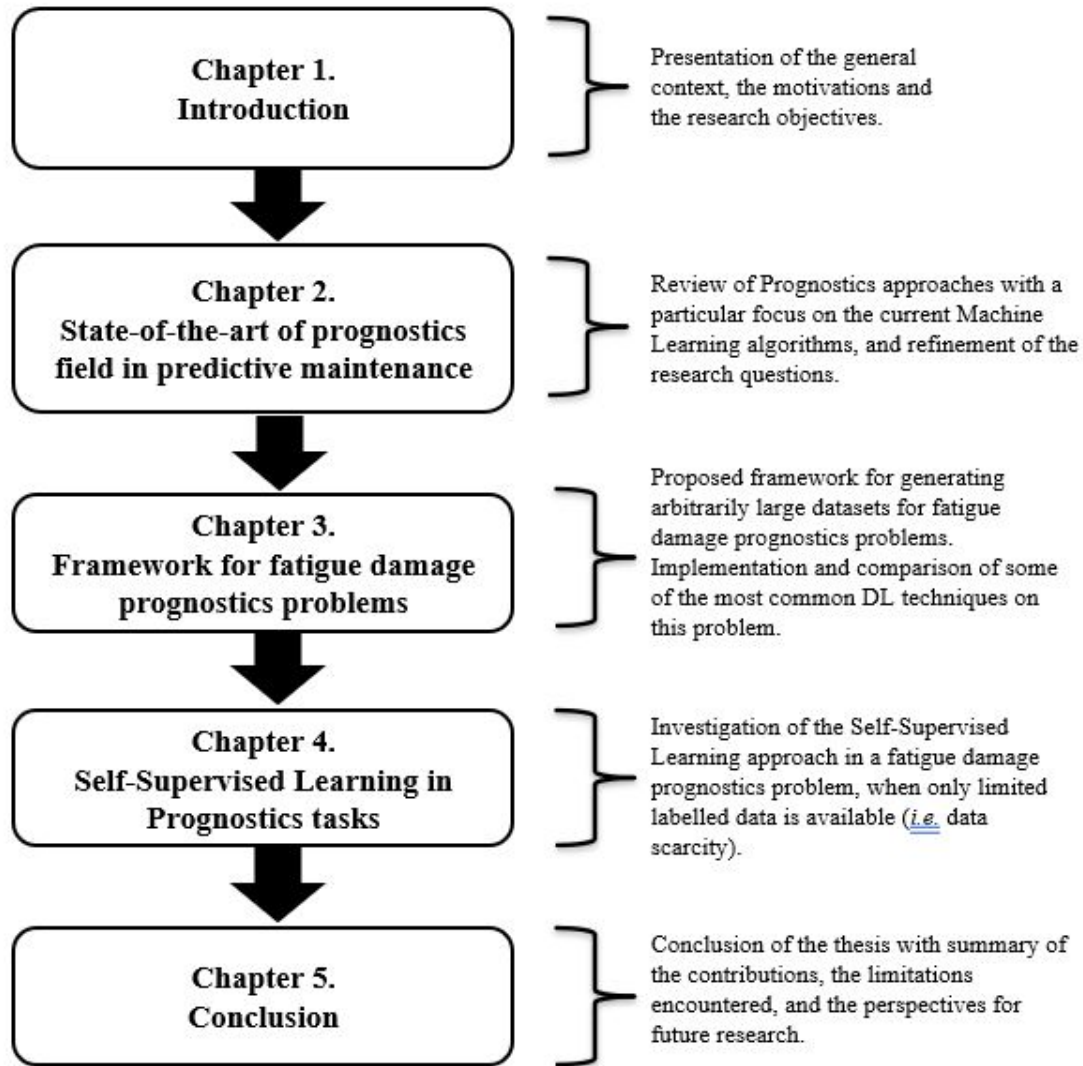 Chapter 1.
Introduction
Presentation of the general
context, the motivations and
the research objectives.
Chapter 2.
State-of-the-art of prognostics
field in predictive maintenance
Review of Prognostics approaches with a
particular focus on the current Machine
Learning algorithms, and refinement of the
research questions.
Chapter 3.
Framework for fatigue damage
prognostics problems
Proposed framework for generating
arbitrarily large datasets for fatigue
damage prognostics problems.
Implementation and comparison of some
of the most common DL techniques on
this problem.
Chapter 4.
Self-Supervised Learning in
Prognostics tasks
Investigation of the Self-Supervised
Learning approach in a fatigue damage
prognostics problem, when only limited
labelled data is available (i.e. data
scarcity).
Chapter 5.
Conclusion
Conclusion of the thesis with summary of
the contributions, the limitations
encountered, and the perspectives for
future research.